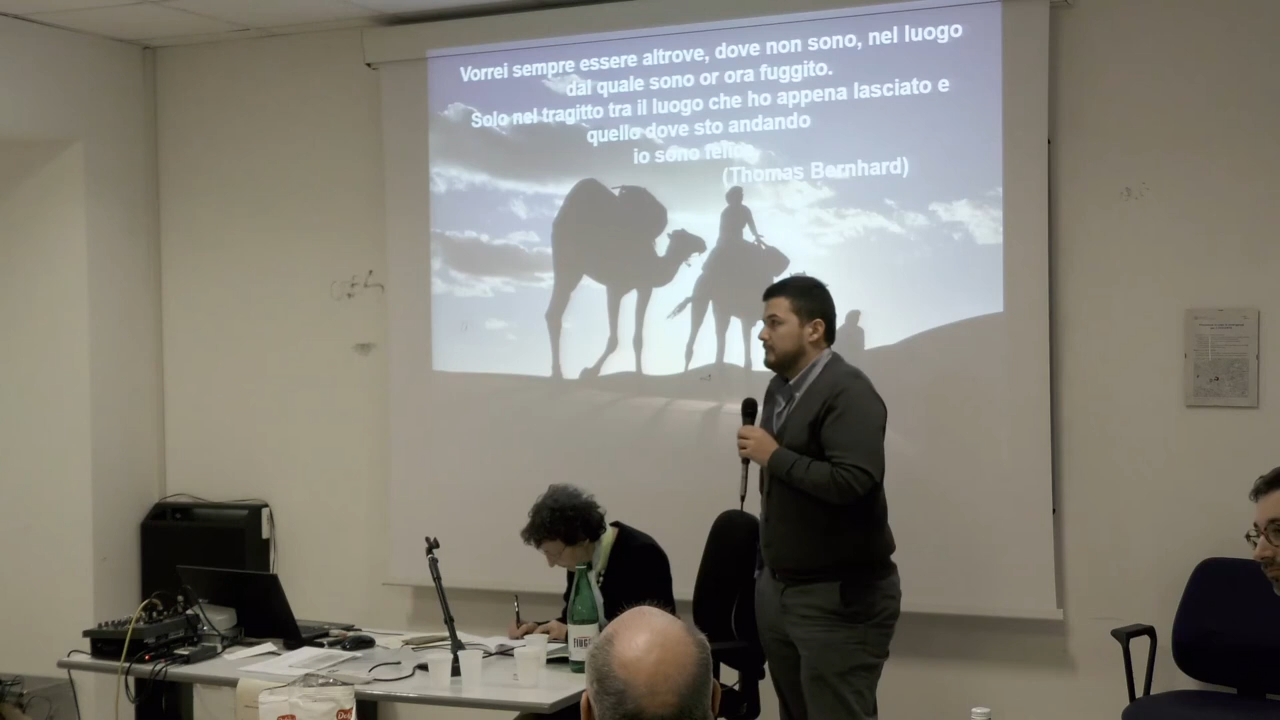 Vorrei sempre essere altrove, dove non sono, nel luogo
dal quale sono or ora fuggito.
Solo nel tragitto tra il luogo che ho appena lasciato e
quello dove sto andando
io sono felice
(Thomas Bernhard)